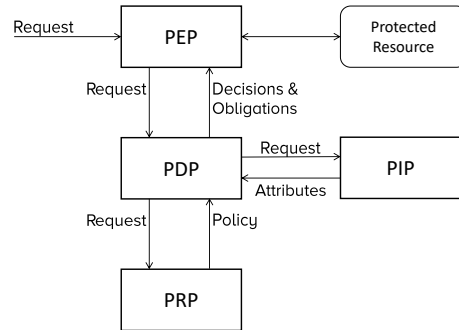 Request
PEP
Protected
Resource
Request
Decisions &
Obligations
PDP
Request
PIP
Attributes
Request
Policy
PRP